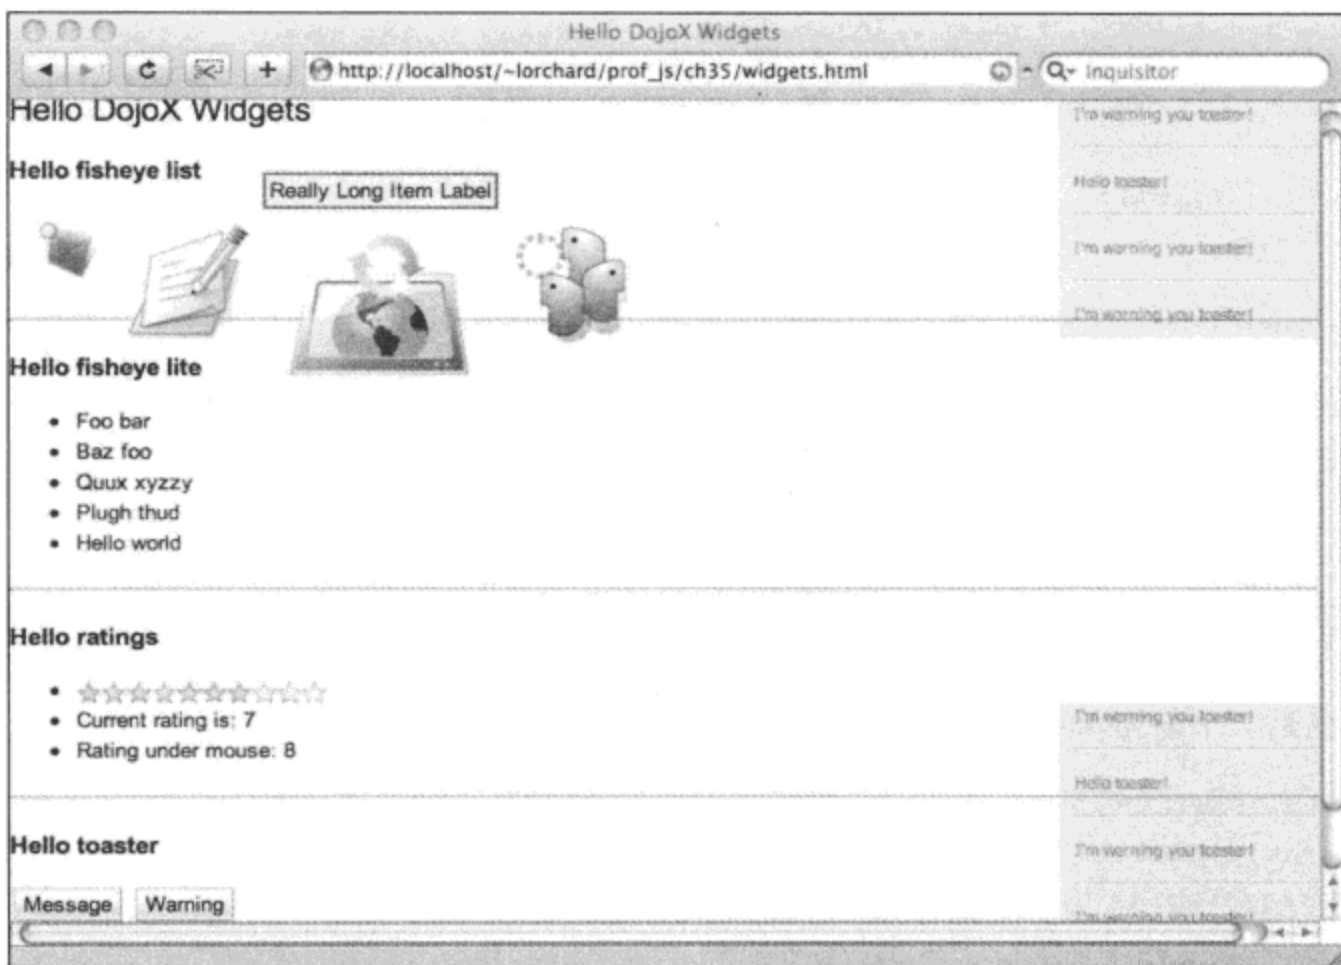 Hello DojoX Widgets
http://localhost/~lorchard/prof_js/ch35/widgets.html
Inquisitor
Hello DojoX Widgets
Hello fisheye list
Really Long Item Label
Hello fisheye lite
Foo bar
Baz foo
Quux xyzzy
Plugh thud
Hello world
Hello ratings
Current rating is: 7
Rating under mouse: 8
Hello toaster
Message Warning
I'm warning you toaster!
Hello toaster!
I'm warning you toaster!
I'm warning you toaster!
I'm warning you toaster!
Hello toaster!
I'm warning you toaster!
I'm warning you toaster!